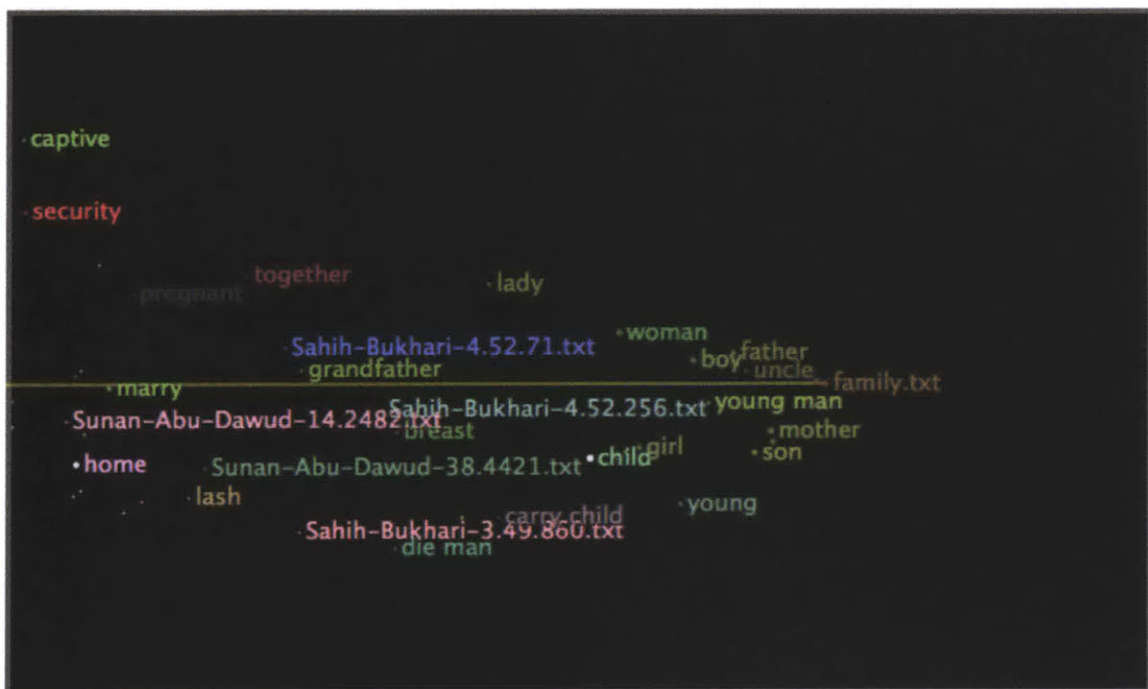 captive
security
together
lady
pregnant
woman
Sahih-Bukhari-4.52.71.txt
father
boy
grandfather
uncle
family.txt
marry
young man
Sahih-Bukhari-4.52.256.txt
Sunan-Abu-Dawud-14.2482.txt
breast
mother
girl
son
child
home
Sunan-Abu-Dawud-38.4421.txt
lash
young
carry child
Sahih-Bukhari-3.49.860.txt
die man